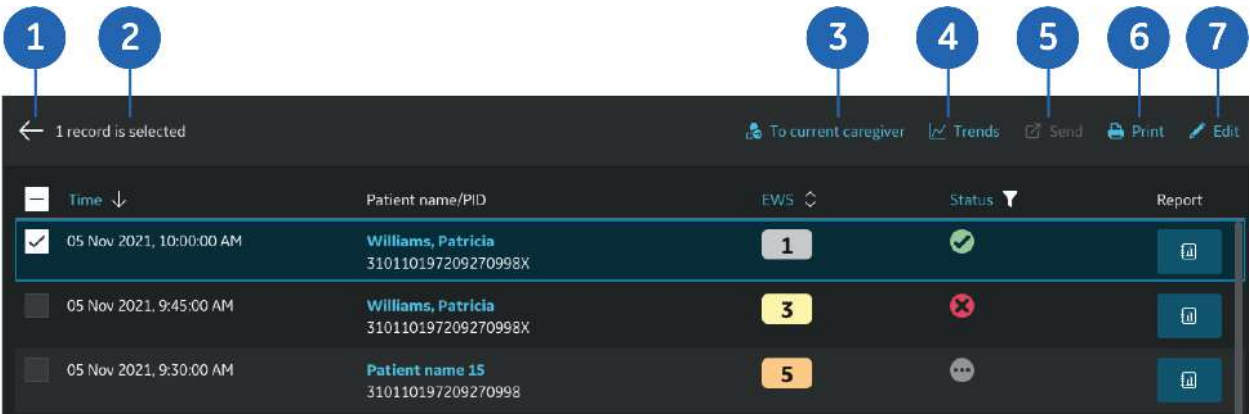 1 2 3 4 5 6 7
1 record is selected To current caregiver Trends Send Print Edit
Time Patient name/PID EWS Status Report
05 Nov 2021, 10:00:00 AM Williams, Patricia 1
310110197209270998X
05 Nov 2021, 9:45:00 AM Williams, Patricia 3
310110197209270998X
05 Nov 2021, 9:30:00 AM Patient name 15 5
310110197209270998